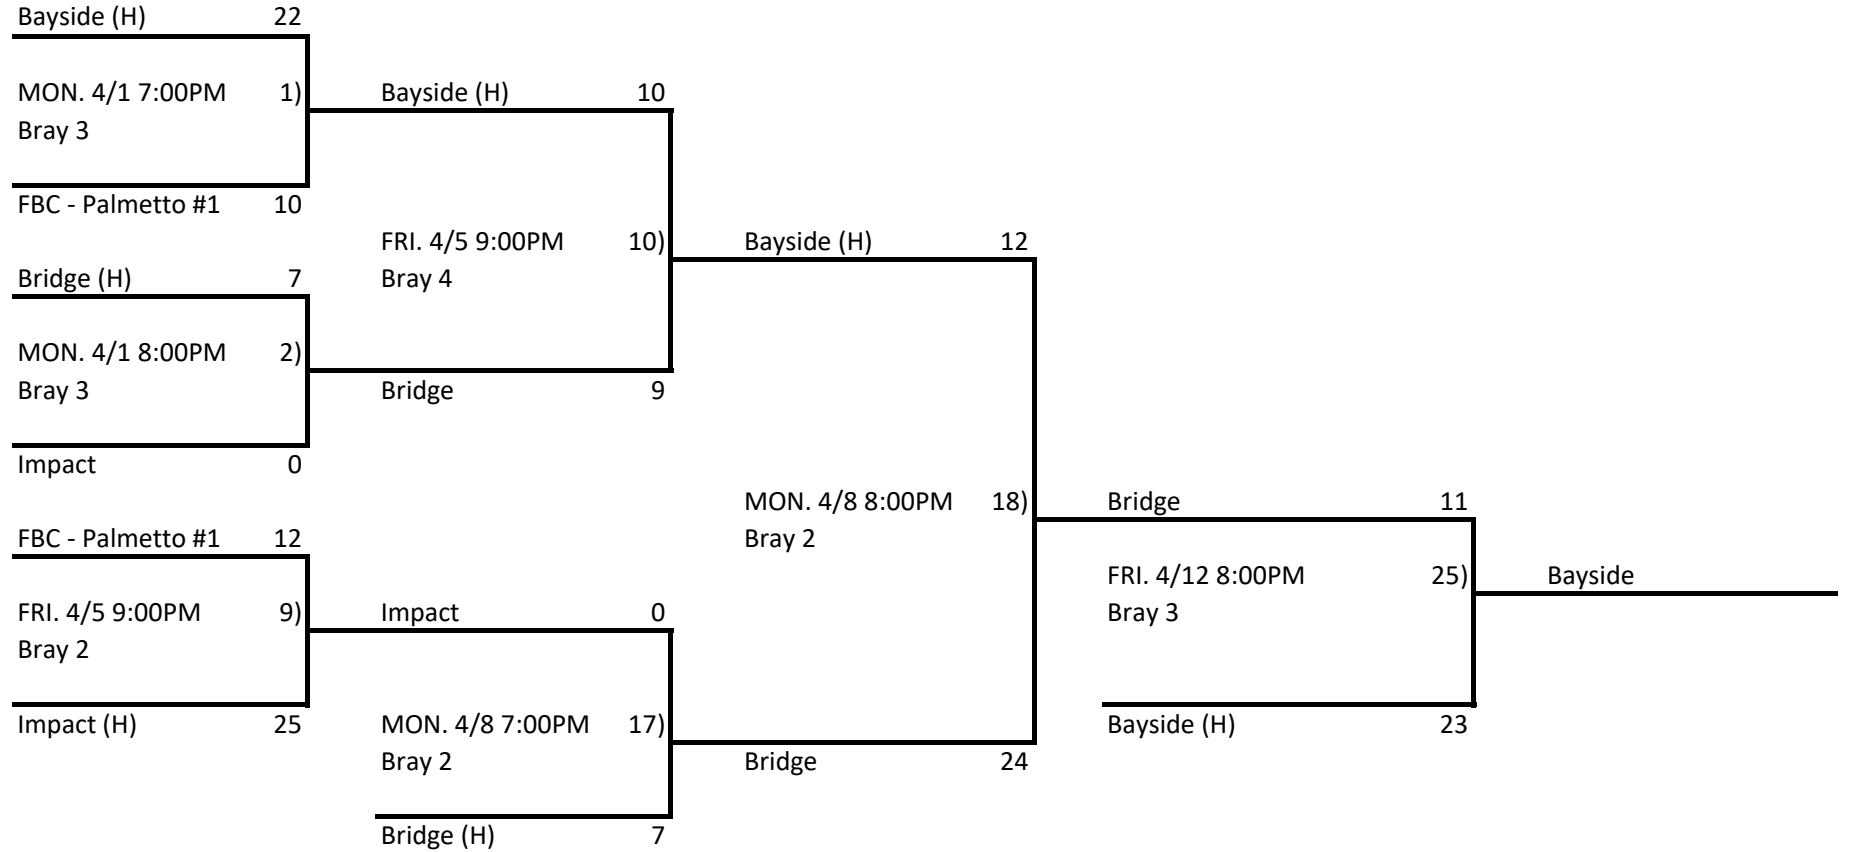 Bayside (H) 22
MON. 4/1 7:00PM 1) Bayside (H) 10
Bray 3
FBC - Palmetto #1 10
FRI. 4/5 9:00PM 10) Bayside (H) 12
Bridge (H) 7 Bray 4
MON. 4/1 8:00PM 2)
Bray 3 Bridge 9
Impact 0
MON. 4/8 8:00PM 18) Bridge 11
FBC - Palmetto #1 12 Bray 2
FRI. 4/12 8:00PM 25) Bayside
FRI. 4/5 9:00PM 9) Impact 0 Bray 3
Bray 2
Impact (H) 25 MON. 4/8 7:00PM 17) Bayside (H) 23
Bray 2 Bridge 24
Bridge (H) 7